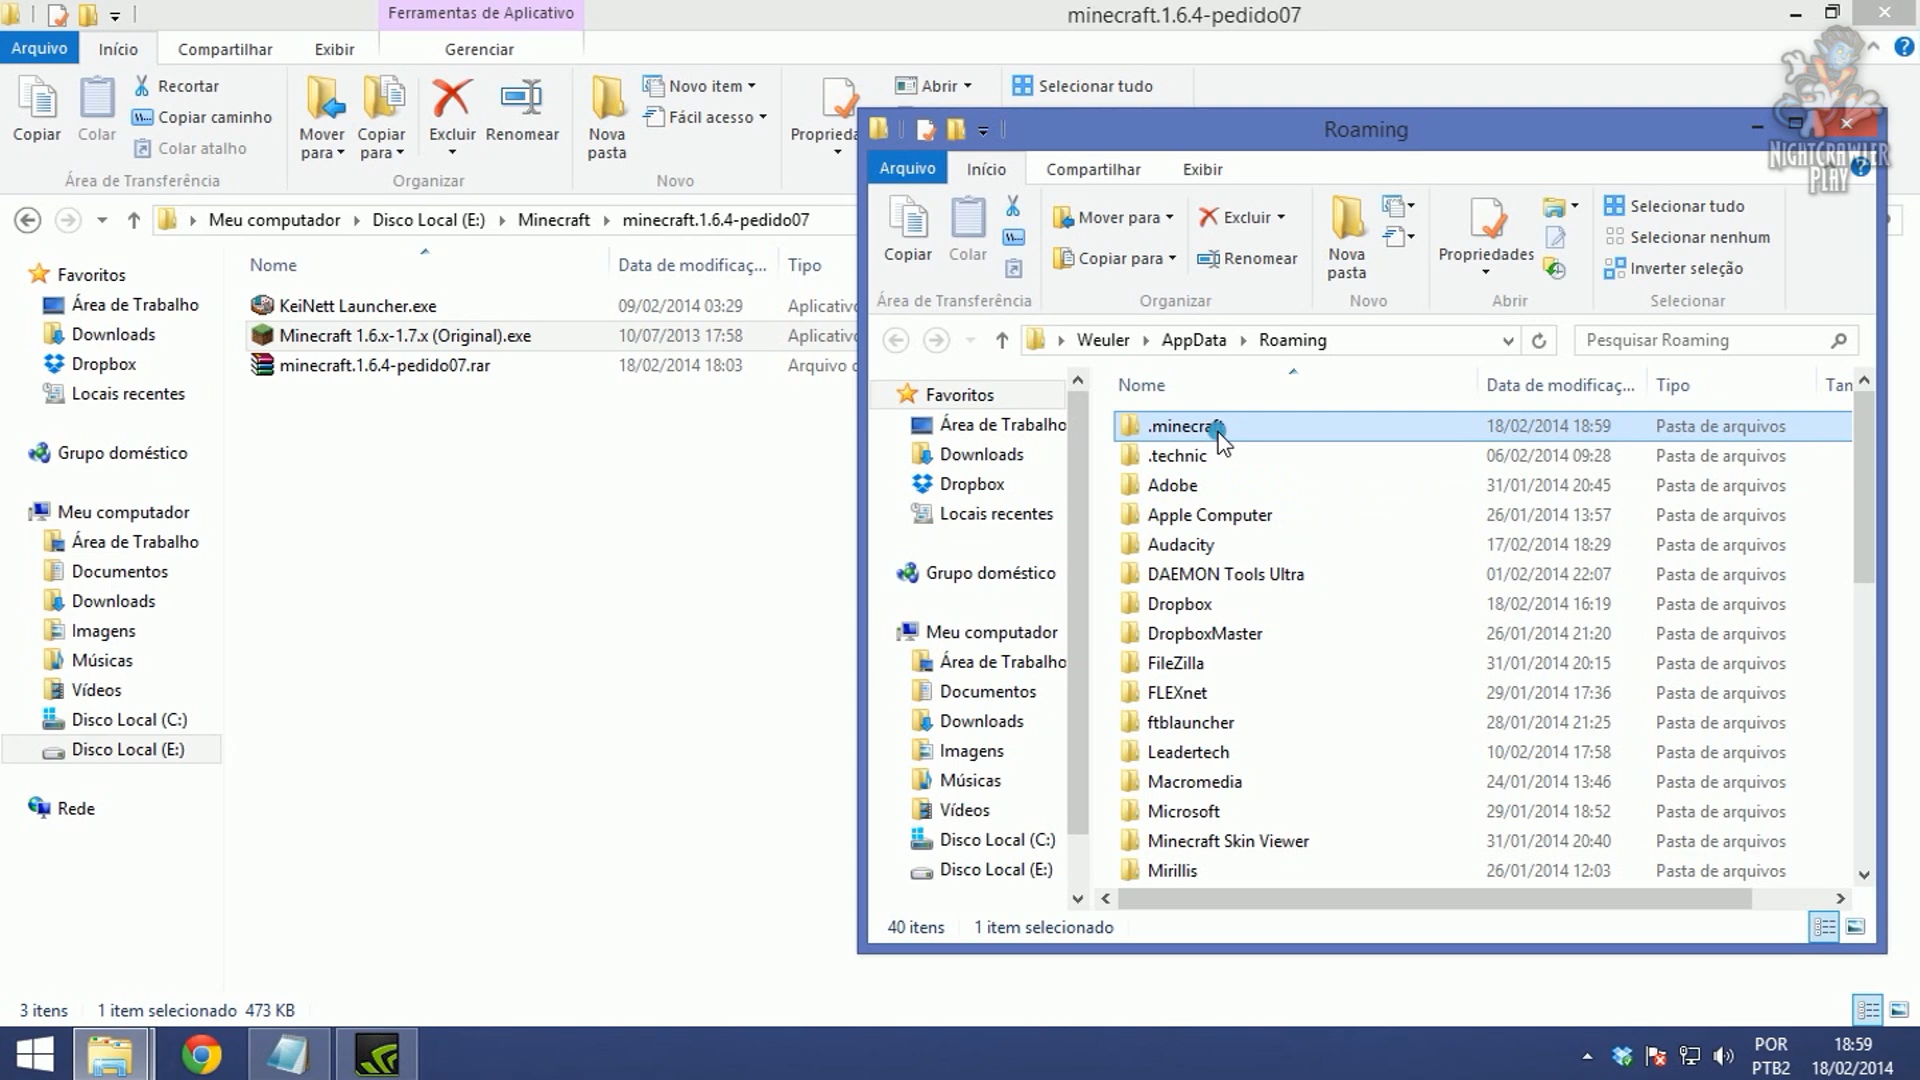 Ferramentas de Aplicativo
minecraft.1.6.4-pedido07
Arquivo
Início
Compartilhar
Exibir
Gerenciar
Copiar
Colar
Recortar
Copiar caminho
Colar atalho
Área de Transferência
Mover para
Copiar para
Excluir
Renomear
Organizar
Nova pasta
Novo item
Fácil acesso
Novo
Abrir
Selecionar tudo
Meu computador
Disco Local (E:)
Minecraft
minecraft.1.6.4-pedido07
Nome
Data de modificaç...
Tipo
KeiNett Launcher.exe
09/02/2014 03:29
Minecraft 1.6.x-1.7.x (Original).exe
10/07/2013 17:58
minecraft.1.6.4-pedido07.rar
18/02/2014 18:03
Favoritos
Área de Trabalho
Downloads
Dropbox
Locais recentes
Grupo doméstico
Meu computador
Área de Trabalho
Documentos
Downloads
Imagens
Músicas
Vídeos
Disco Local (C:)
Disco Local (E:)
Rede
3 itens
1 item selecionado 473 KB
NIGHTCRAWLER
PLAY
Roaming
Arquivo
Início
Compartilhar
Exibir
Copiar
Colar
Área de Transferência
Mover para
Copiar para
Excluir
Renomear
Organizar
Nova pasta
Novo
Propriedades
Abrir
Selecionar tudo
Selecionar nenhum
Inverter seleção
Selecionar
Weuler
AppData
Roaming
Pesquisar Roaming
Favoritos
Área de Trabalho
Downloads
Dropbox
Locais recentes
Grupo doméstico
Meu computador
Área de Trabalho
Documentos
Downloads
Imagens
Músicas
Vídeos
Disco Local (C:)
Disco Local (E:)
Nome
Data de modificaç...
Tipo
.minecraft 18/02/2014 18:59 Pasta de arquivos
.technic 06/02/2014 09:28 Pasta de arquivos
Adobe 31/01/2014 20:45 Pasta de arquivos
Apple Computer 26/01/2014 13:57 Pasta de arquivos
Audacity 17/02/2014 18:29 Pasta de arquivos
DAEMON Tools Ultra 01/02/2014 22:07 Pasta de arquivos
Dropbox 18/02/2014 16:19 Pasta de arquivos
DropboxMaster 26/01/2014 21:20 Pasta de arquivos
FileZilla 31/01/2014 20:15 Pasta de arquivos
FLEXnet 29/01/2014 17:36 Pasta de arquivos
ftblauncher 28/01/2014 21:25 Pasta de arquivos
Leadertech 10/02/2014 17:58 Pasta de arquivos
Macromedia 24/01/2014 13:46 Pasta de arquivos
Microsoft 29/01/2014 18:52 Pasta de arquivos
Minecraft Skin Viewer 31/01/2014 20:40 Pasta de arquivos
Mirillis 26/01/2014 12:03 Pasta de arquivos
40 itens
1 item selecionado
POR
PTB2
18:59
18/02/2014